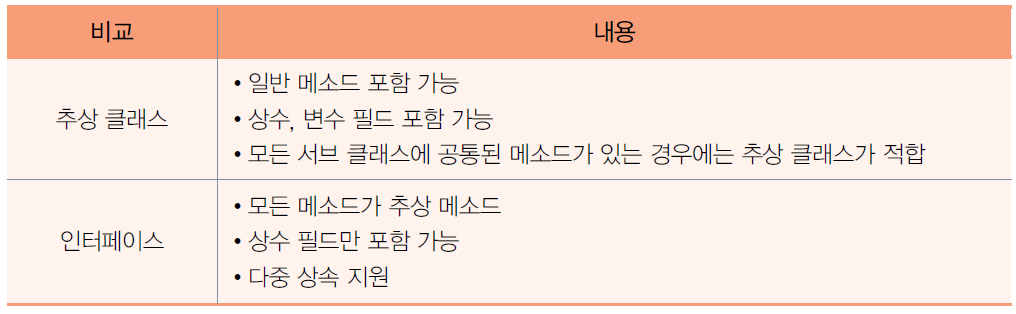 비교 내용
추상 클래스
• 일반 메소드 포함 가능
• 상수, 변수 필드 포함 가능
• 모든 서브 클래스에 공통된 메소드가 있는 경우에는 추상 클래스가 적합
인터페이스
• 모든 메소드가 추상 메소드
• 상수 필드만 포함 가능
• 다중 상속 지원